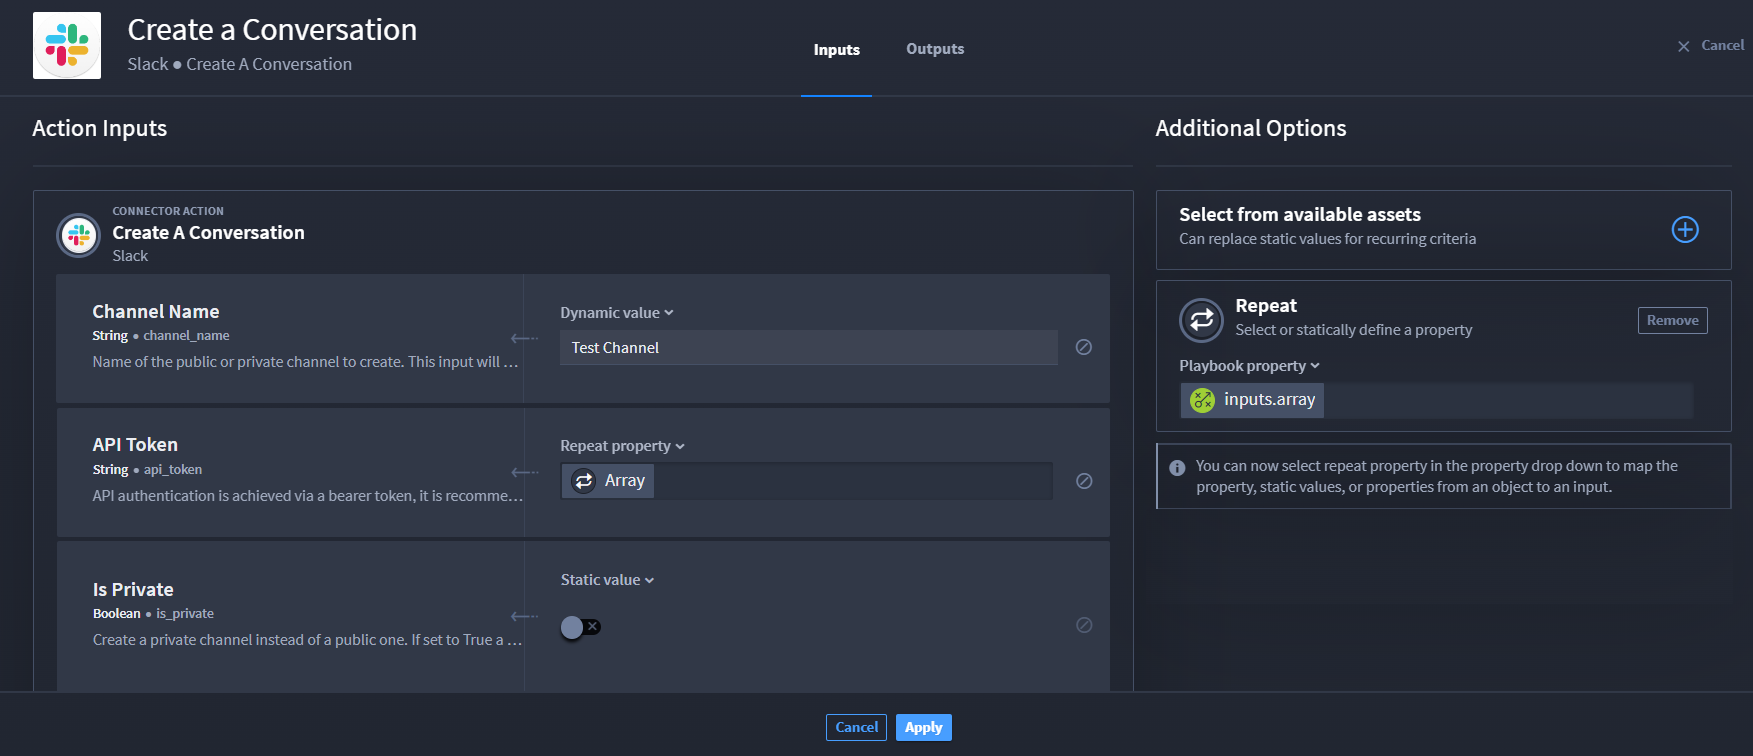 Create a Conversation
Slack ● Create A Conversation
Inputs
Outputs
Cancel
Action Inputs
CONNECTOR ACTION
Create A Conversation
Slack
Channel Name
String ● channel_name
Name of the public or private channel to create. This input will …
Dynamic value
Test Channel
API Token
String ● api_token
API authentication is achieved via a bearer token, it is recomme…
Repeat property
Array
Is Private
Boolean ● is_private
Create a private channel instead of a public one. If set to True a …
Static value
Additional Options
Select from available assets
Can replace static values for recurring criteria
Repeat
Select or statically define a property
Remove
Playbook property
inputs.array
You can now select repeat property in the property drop down to map the
property, static values, or properties from an object to an input.
Cancel
Apply